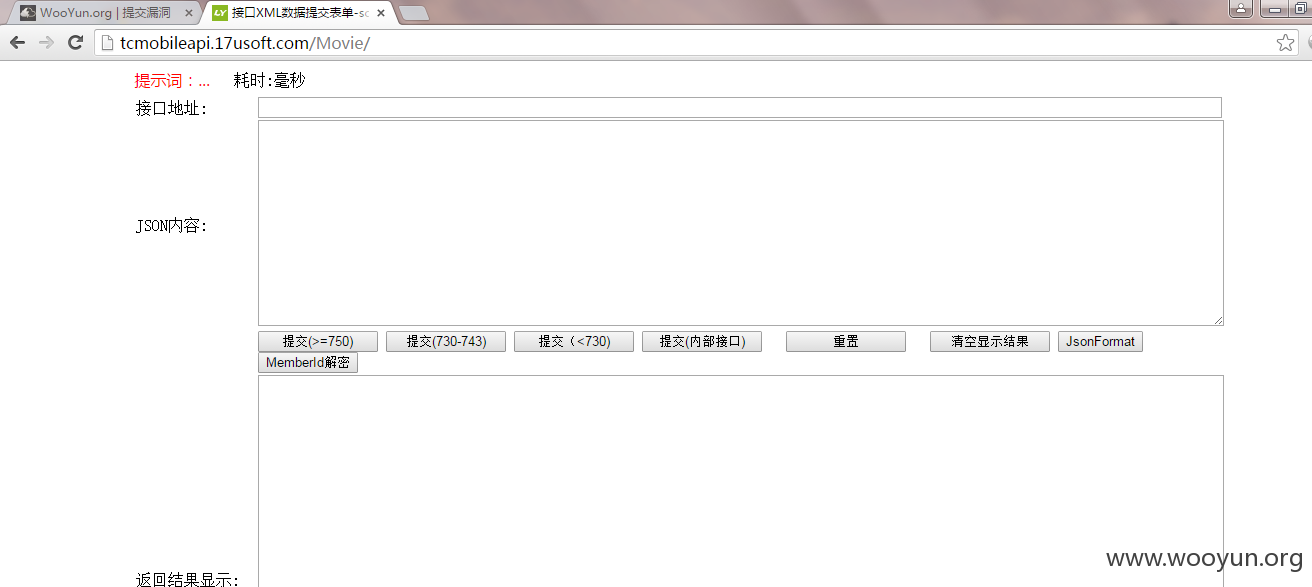 WooYun.org | 提交漏洞
接口XML数据提交表单-sc
tcmobileapi.17usoft.com/Movie/
提示词：... 耗时:毫秒
接口地址:
JSON内容:
提交(>=750) 提交(730-743) 提交（<730) 提交(内部接口) 重置 清空显示结果 JsonFormat
MemberId解密
返回结果显示:
www.wooyun.org